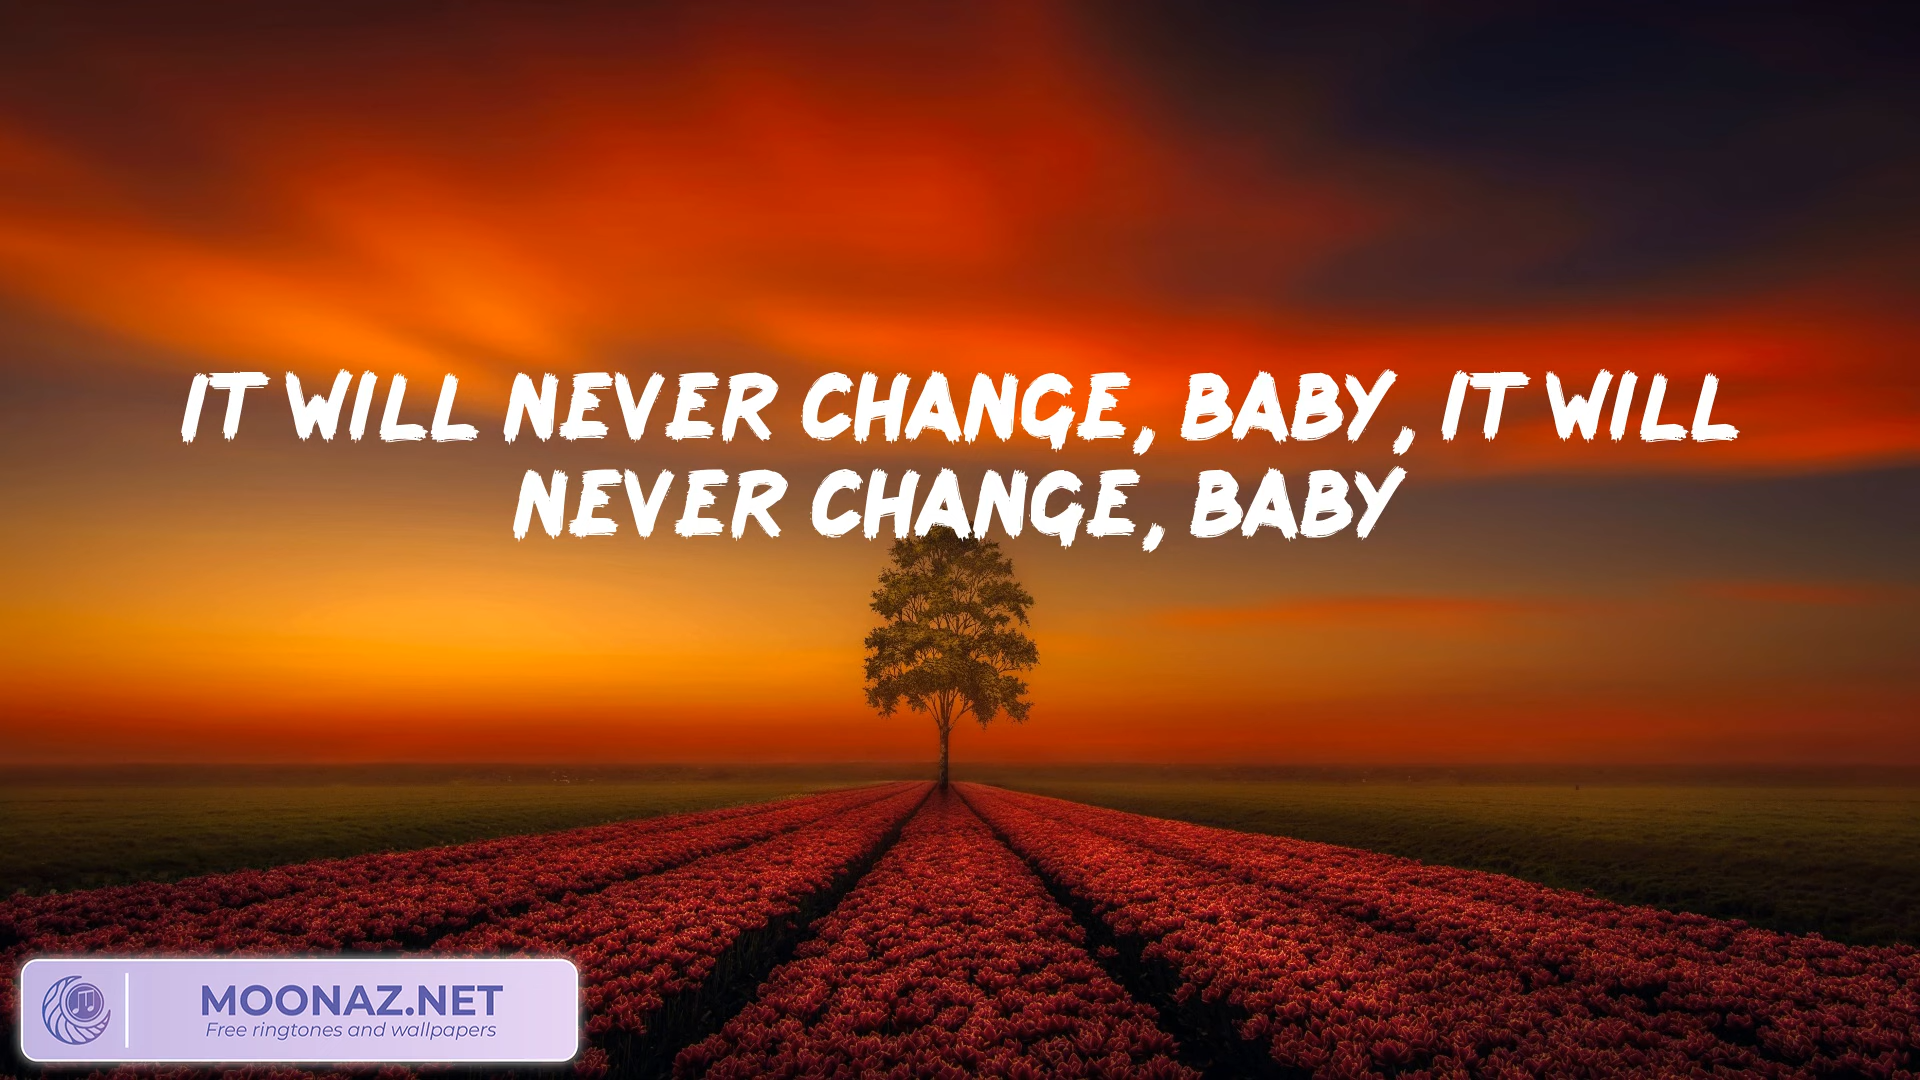 IT WILL NEVER CHANGE, BABY, IT WILL
NEVER CHANGE, BABY
MOONAZ.NET
Free ringtones and wallpapers